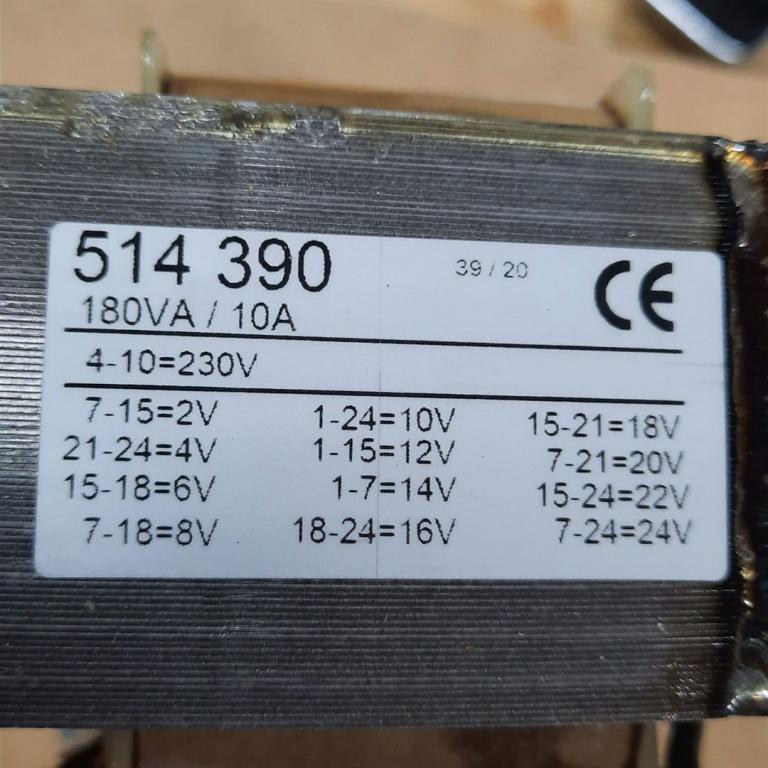 514 390
39 / 20
CE
180VA / 10A
4-10=230V
7-15=2V
21-24=4V
15-18=6V
7-18=8V
1-24=10V
1-15=12V
1-7=14V
18-24=16V
15-21=18V
7-21=20V
15-24=22V
7-24=24V